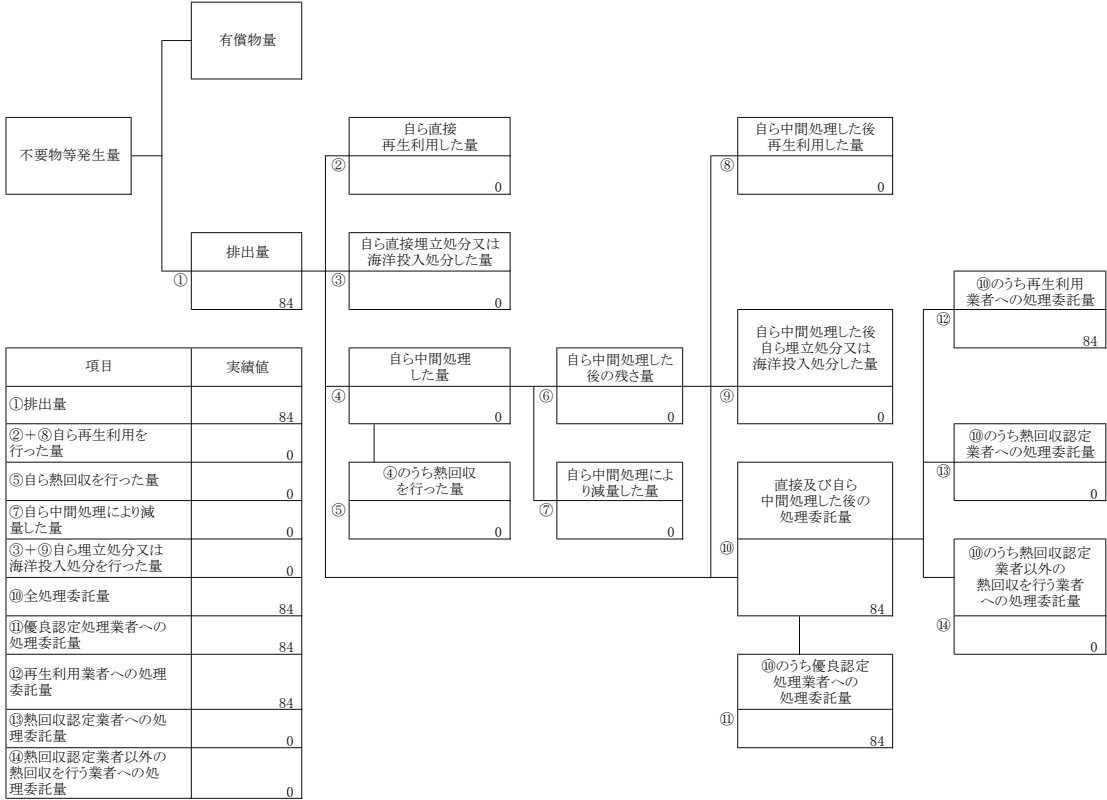 有償物量
不要物等発生量
自ら直接
再生利用した量
②
0
自ら中間処理した後
再生利用した量
⑧
0
排出量
①
84
自ら直接埋立処分又は
海洋投入処分した量
③
0
⑩のうち再生利用
業者への処理委託量
⑫
84
自ら中間処理した後
自ら埋立処分又は
海洋投入処分した量
⑨
0
自ら中間処理
した量
④
0
自ら中間処理した
後の残さ量
⑥
0
⑩のうち熱回収認定
業者への処理委託量
⑬
0
④のうち熱回収
を行った量
⑤
0
自ら中間処理によ
り減量した量
⑦
0
直接及び自ら
中間処理した後の
処理委託量
⑩
84
⑩のうち熱回収認定
業者以外の
熱回収を行う業者
への処理委託量
⑭
0
⑩のうち優良認定
処理業者への
処理委託量
⑪
84
項目 実績値
①排出量
84
②+⑧自ら再生利用を
行った量
0
⑤自ら熱回収を行った量
0
⑦自ら中間処理により減
量した量
0
③+⑨自ら埋立処分又は
海洋投入処分を行った量
0
⑩全処理委託量
84
⑪優良認定処理業者への
処理委託量
84
⑫再生利用業者への処理
委託量
84
⑬熱回収認定業者への処
理委託量
0
⑭熱回収認定業者以外の
熱回収を行う業者への処
理委託量
0